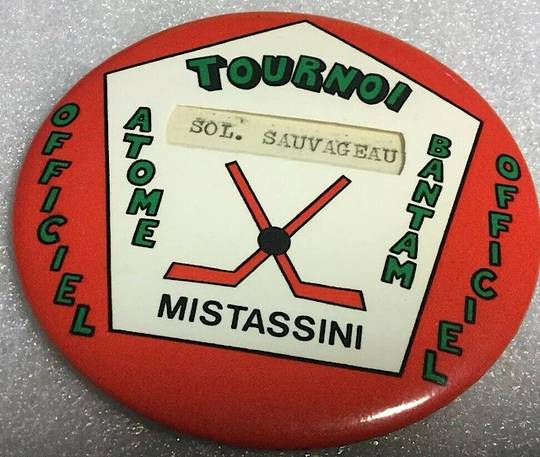 TOURNOI
SOL. SAUVAGEAU
OFFICIEL
ATOME
BANTAM
OFFICIEL
MISTASSINI